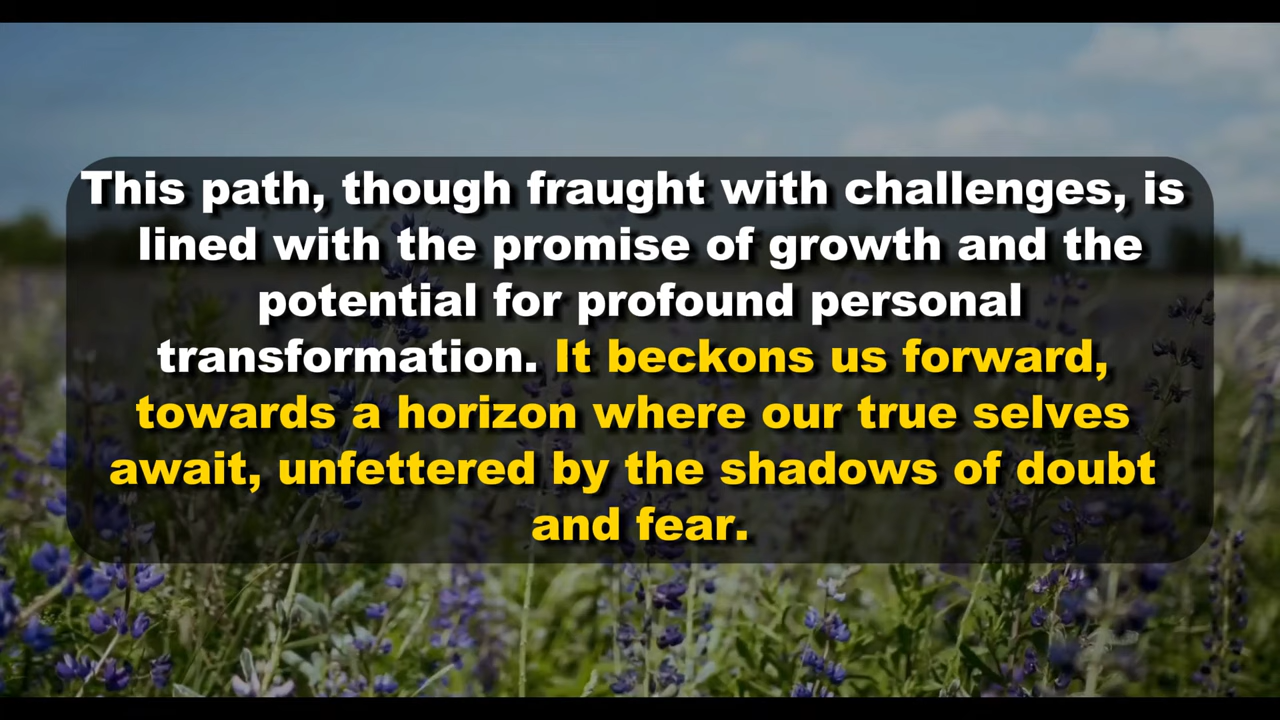 This path, though fraught with challenges, is
lined with the promise of growth and the
potential for profound personal
transformation. It beckons us forward,
towards a horizon where our true selves
await, unfettered by the shadows of doubt
and fear.